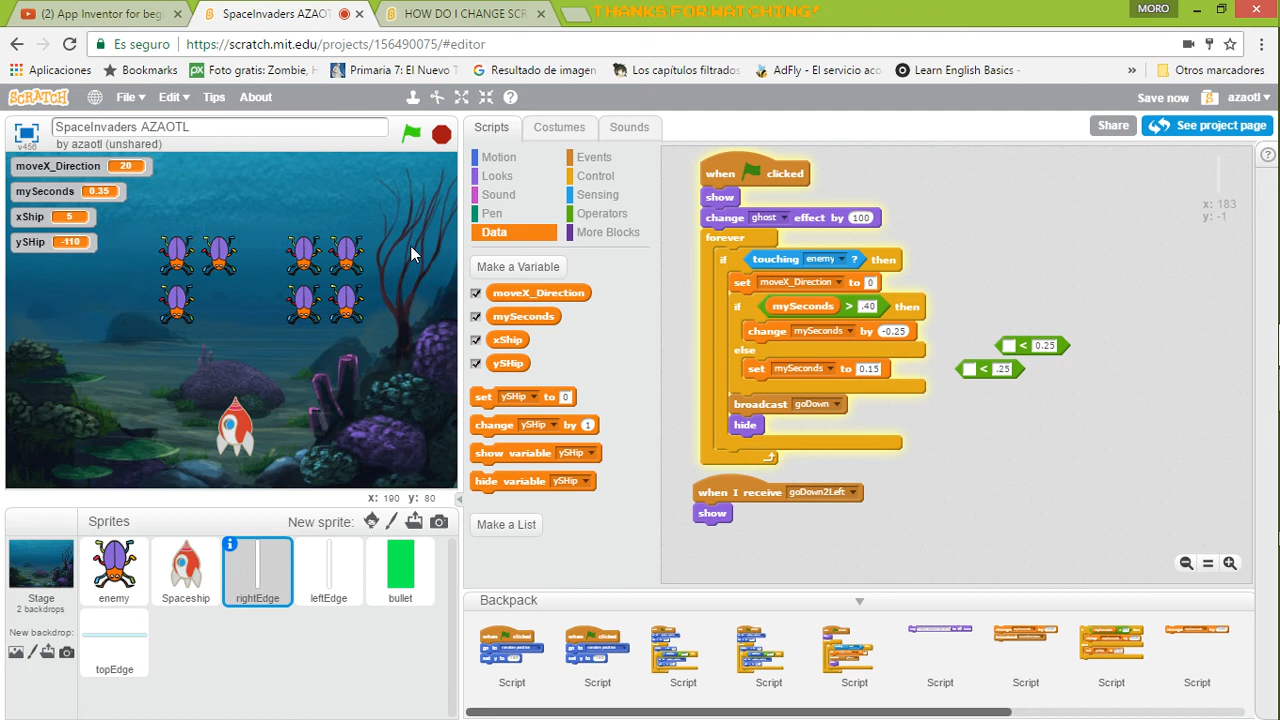 THANKS FOR WATCHING!
MORO
(2) App Inventor for begi
SpaceInvaders AZAOTL
HOW DO I CHANGE SCR
Es seguro
https://scratch.mit.edu/projects/156490075/#editor
Aplicaciones
Bookmarks
Foto gratis: Zombie, H
Primaria 7: El Nuevo T
Resultado de imagen
Los capítulos filtrados
AdFly - El servicio aco
Learn English Basics -
Otros marcadores
SCRATCH
File
Edit
Tips
About
Save now
azaotl
SpaceInvaders AZAOTL
by azaotl (unshared)
v456
Scripts
Costumes
Sounds
Share
See project page
moveX_Direction 20
mySeconds 0.35
xShip 5
ySHip -110
x: 190 y: 80
Motion
Looks
Sound
Pen
Data
Events
Control
Sensing
Operators
More Blocks
Make a Variable
moveX_Direction
mySeconds
xShip
ySHip
set ySHip to 0
change ySHip by 1
show variable ySHip
hide variable ySHip
Make a List
when clicked
show
change ghost effect by 100
forever
if touching enemy ? then
set moveX_Direction to 0
if mySeconds > .40 then
change mySeconds by -0.25
else
set mySeconds to 0.15
broadcast goDown
hide
when I receive goDown2Left
show
< 0.25
< .25
x: 183
y: -1
Sprites
New sprite:
Stage
2 backdrops
New backdrop:
enemy
Spaceship
rightEdge
leftEdge
bullet
topEdge
Backpack
Script
Script
Script
Script
Script
Script
Script
Script
Script